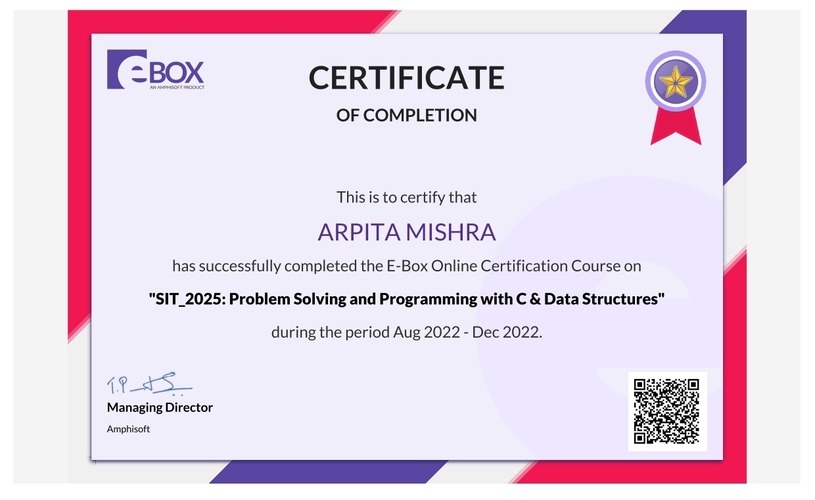 eBOX
AN AMPHISOFT PRODUCT
CERTIFICATE
OF COMPLETION
This is to certify that
ARPITA MISHRA
has successfully completed the E-Box Online Certification Course on
"SIT_2025: Problem Solving and Programming with C & Data Structures"
during the period Aug 2022 - Dec 2022.
Managing Director
Amphisoft